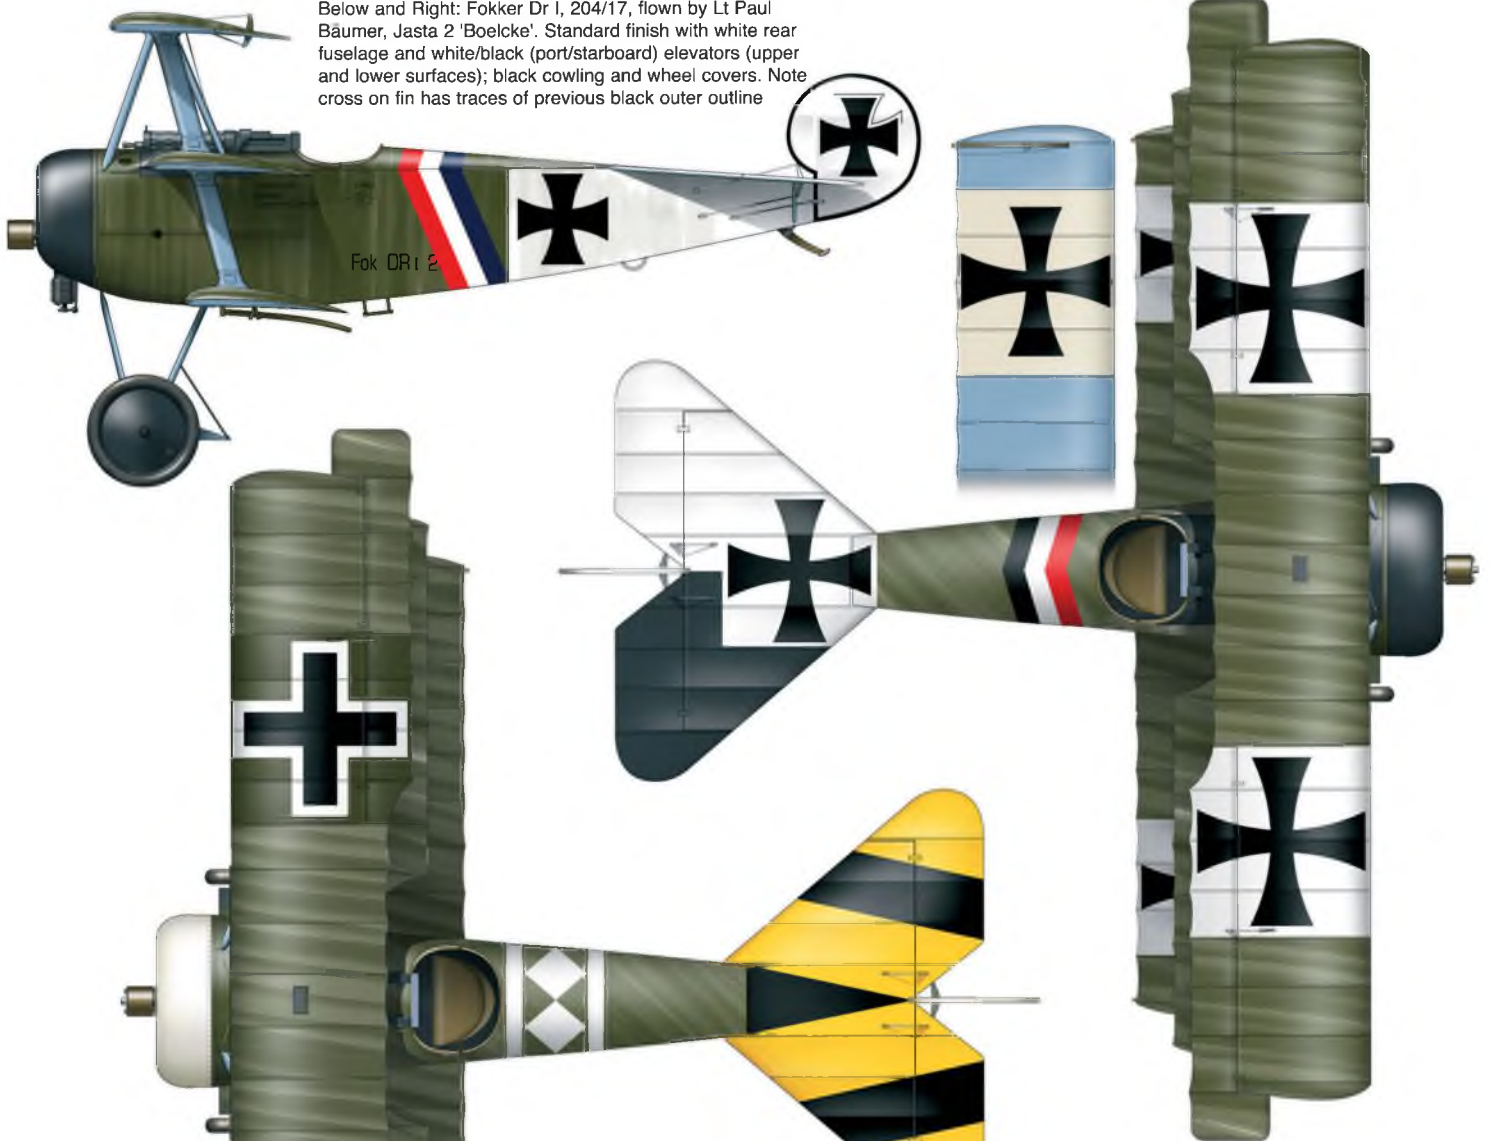 Below and Right: Fokker Dr I, 204/17, flown by Lt Paul
Bäumer, Jasta 2 'Boelcke'. Standard finish with white rear
fuselage and white/black (port/starboard) elevators (upper
and lower surfaces); black cowling and wheel covers. Note
cross on fin has traces of previous black outer outline
Fok DR I 2